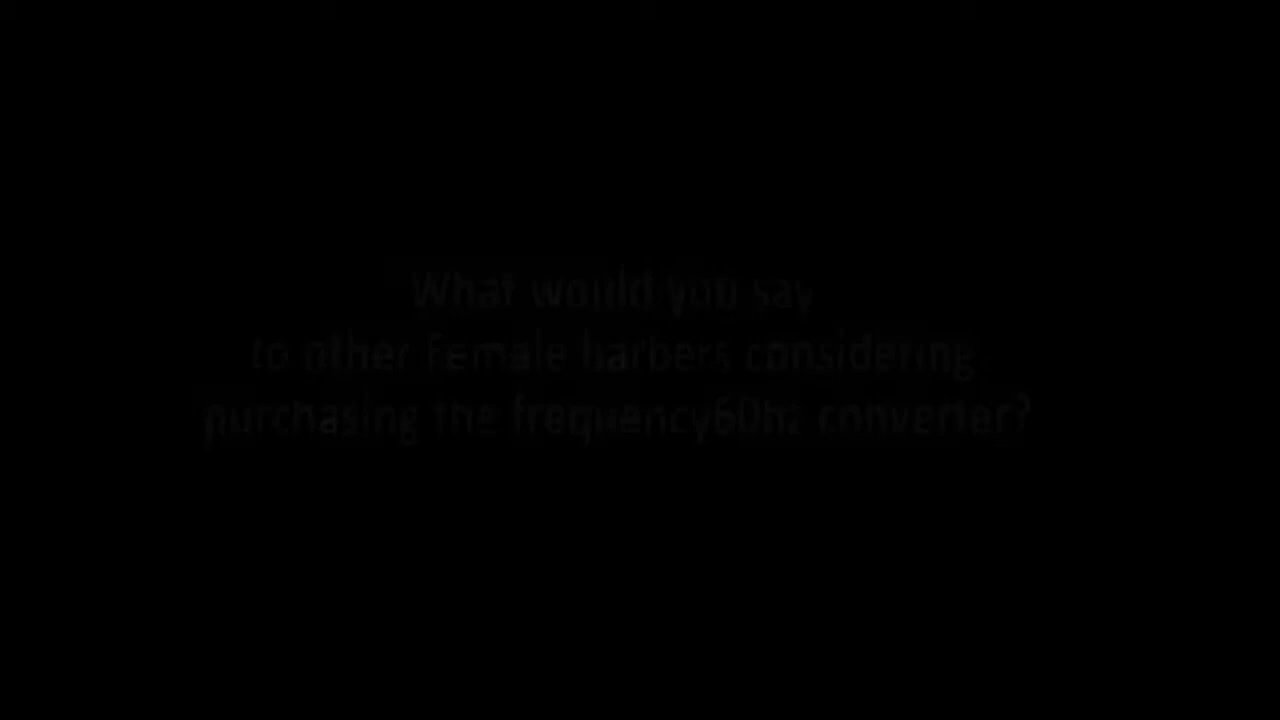 What would you say
to other Female barbers considering
purchasing the frequency60hz converter?